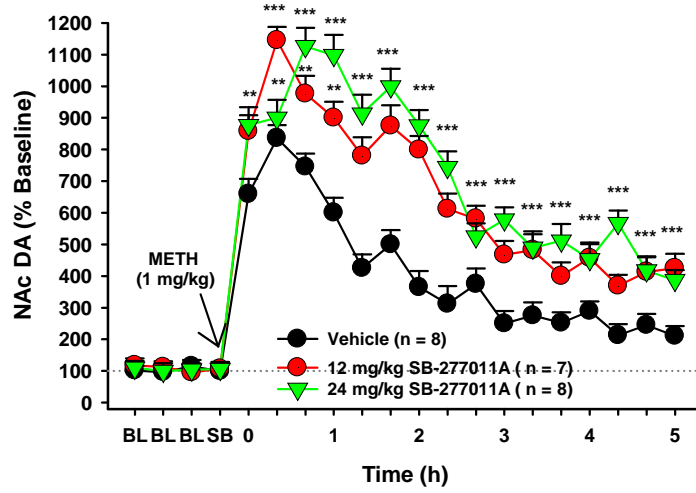 NAc DA (% Baseline)
1200
1100
1000
900
800
700
600
500
400
300
200
100
0
*** *** *** *** *** *** *** *** *** *** *** *** *** ***
** ** ** **
METH
(1 mg/kg)
Vehicle (n = 8)
12 mg/kg SB-277011A ( n = 7)
24 mg/kg SB-277011A ( n = 8)
BL BL BL SB 0 1 2 3 4 5
Time (h)